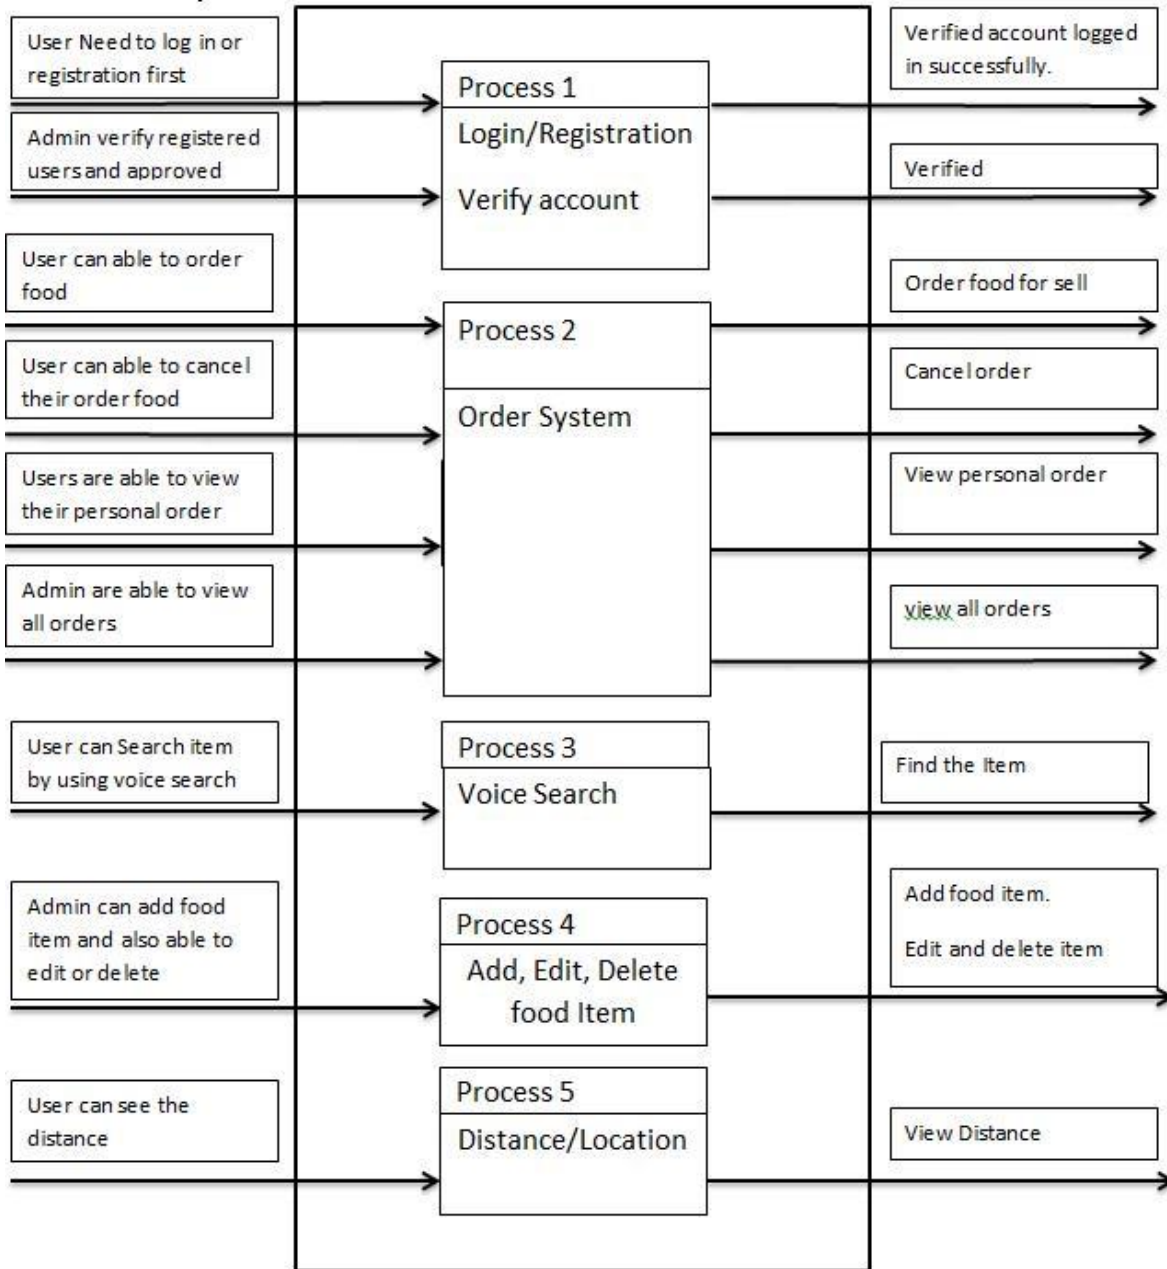 User Need to log in or
registration first
Process 1
Verified account logged
in successfully.
Admin verify registered
users and approved
Login/Registration
Verify account
Verified
User can able to order
food
Process 2
Order food for sell
User can able to cancel
their order food
Order System
Cancel order
Users are able to view
their personal order
View personal order
Admin are able to view
all orders
view all orders
User can Search item
by using voice search
Process 3
Voice Search
Find the Item
Admin can add food
item and also able to
edit or delete
Process 4
Add, Edit, Delete
food Item
Add food item.
Edit and delete item
User can see the
distance
Process 5
Distance/Location
View Distance